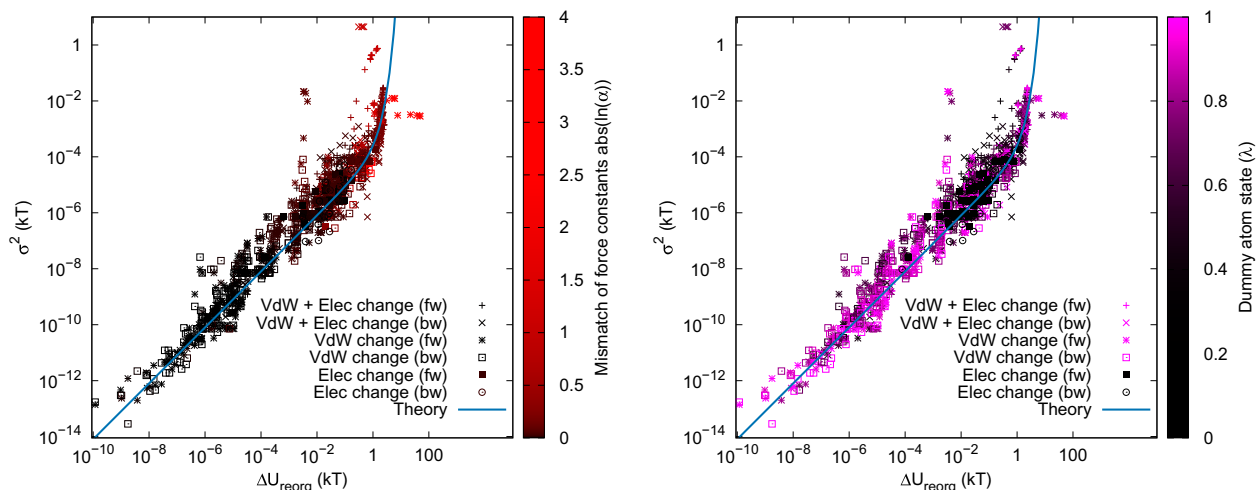 1
10⁻²
10⁻⁴
10⁻⁶
10⁻⁸
10⁻¹⁰
10⁻¹²
10⁻¹⁴
σ² (kT)
10⁻¹⁰ 10⁻⁸ 10⁻⁶ 10⁻⁴ 10⁻² 1 100
ΔU_reorg (kT)
VdW + Elec change (fw)
VdW + Elec change (bw)
VdW change (fw)
VdW change (bw)
Elec change (fw)
Elec change (bw)
Theory
4
3.5
3
2.5
2
1.5
1
0.5
0
Mismatch of force constants abs(ln(α))
1
10⁻²
10⁻⁴
10⁻⁶
10⁻⁸
10⁻¹⁰
10⁻¹²
10⁻¹⁴
σ² (kT)
10⁻¹⁰ 10⁻⁸ 10⁻⁶ 10⁻⁴ 10⁻² 1 100
ΔU_reorg (kT)
VdW + Elec change (fw)
VdW + Elec change (bw)
VdW change (fw)
VdW change (bw)
Elec change (fw)
Elec change (bw)
Theory
1
0.8
0.6
0.4
0.2
0
Dummy atom state (λ)